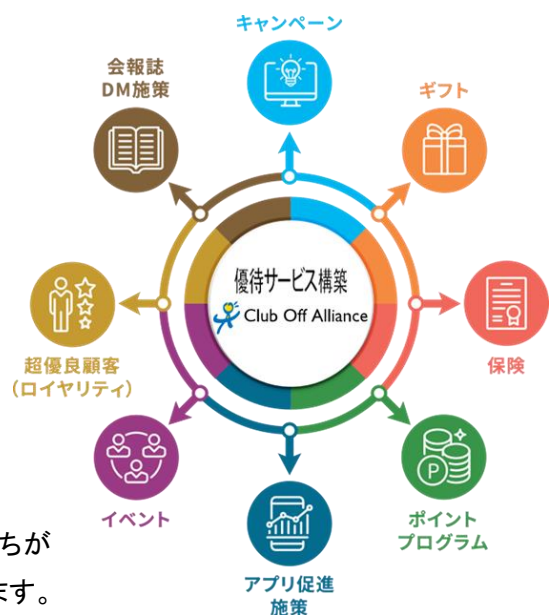 キャンペーン
会報誌
DM施策
ギフト
優待サービス構築
Club Off Alliance
超優良顧客
(ロイヤリティ)
保険
P
イベント
ポイント
プログラム
アプリ促進
施策
ちが
ます。